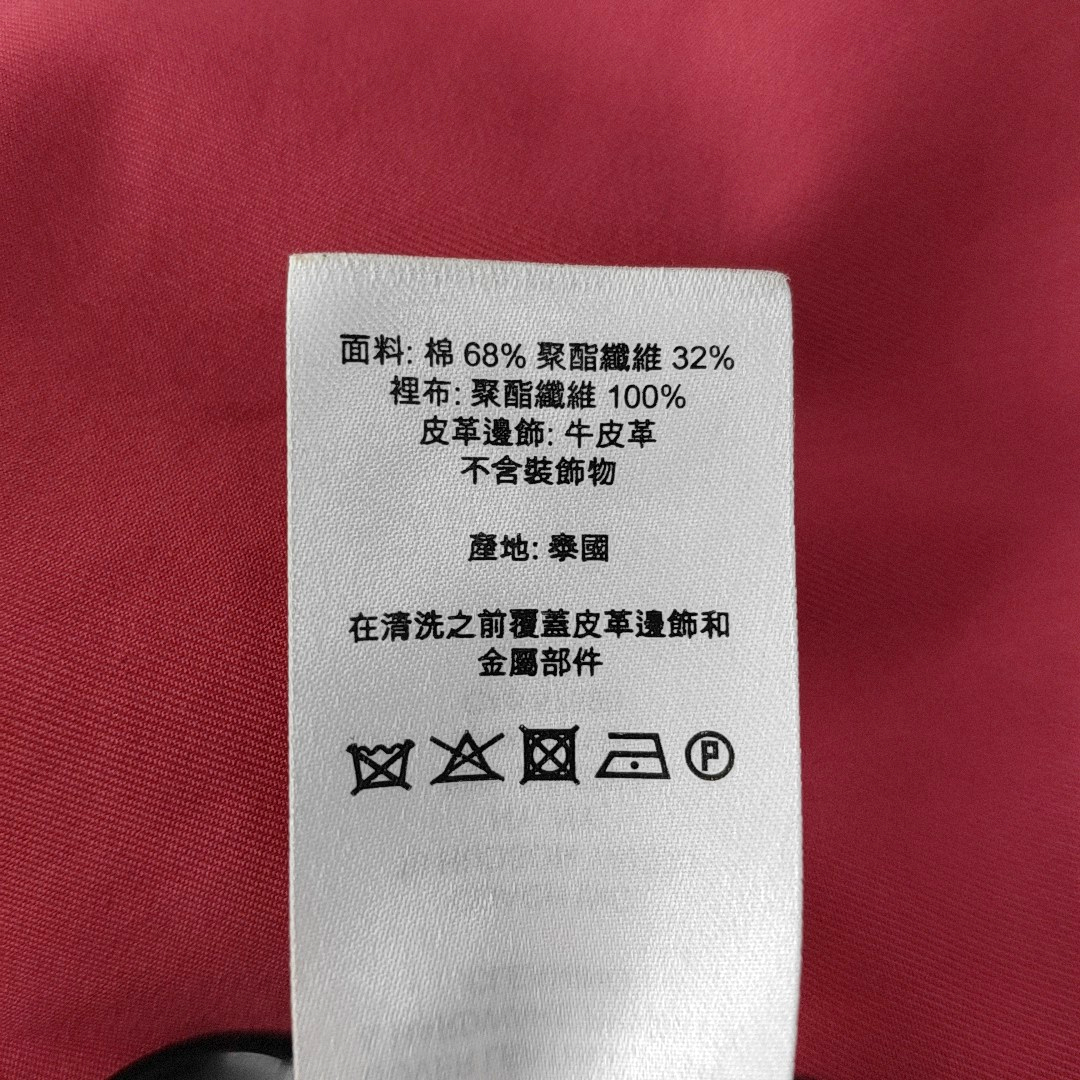 面料: 棉 68% 聚酯纖維 32%
裡布: 聚酯纖維 100%
皮革邊飾: 牛皮革
不含裝飾物
產地: 泰國
在清洗之前覆蓋皮革邊飾和
金屬部件
P